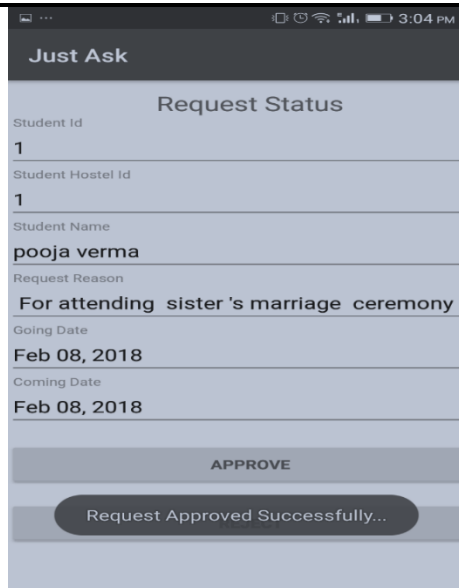 3:04 PM
Just Ask
Request Status
Student Id
1
Student Hostel Id
1
Student Name
pooja verma
Request Reason
For attending sister 's marriage ceremony
Going Date
Feb 08, 2018
Coming Date
Feb 08, 2018
APPROVE
Request Approved Successfully...